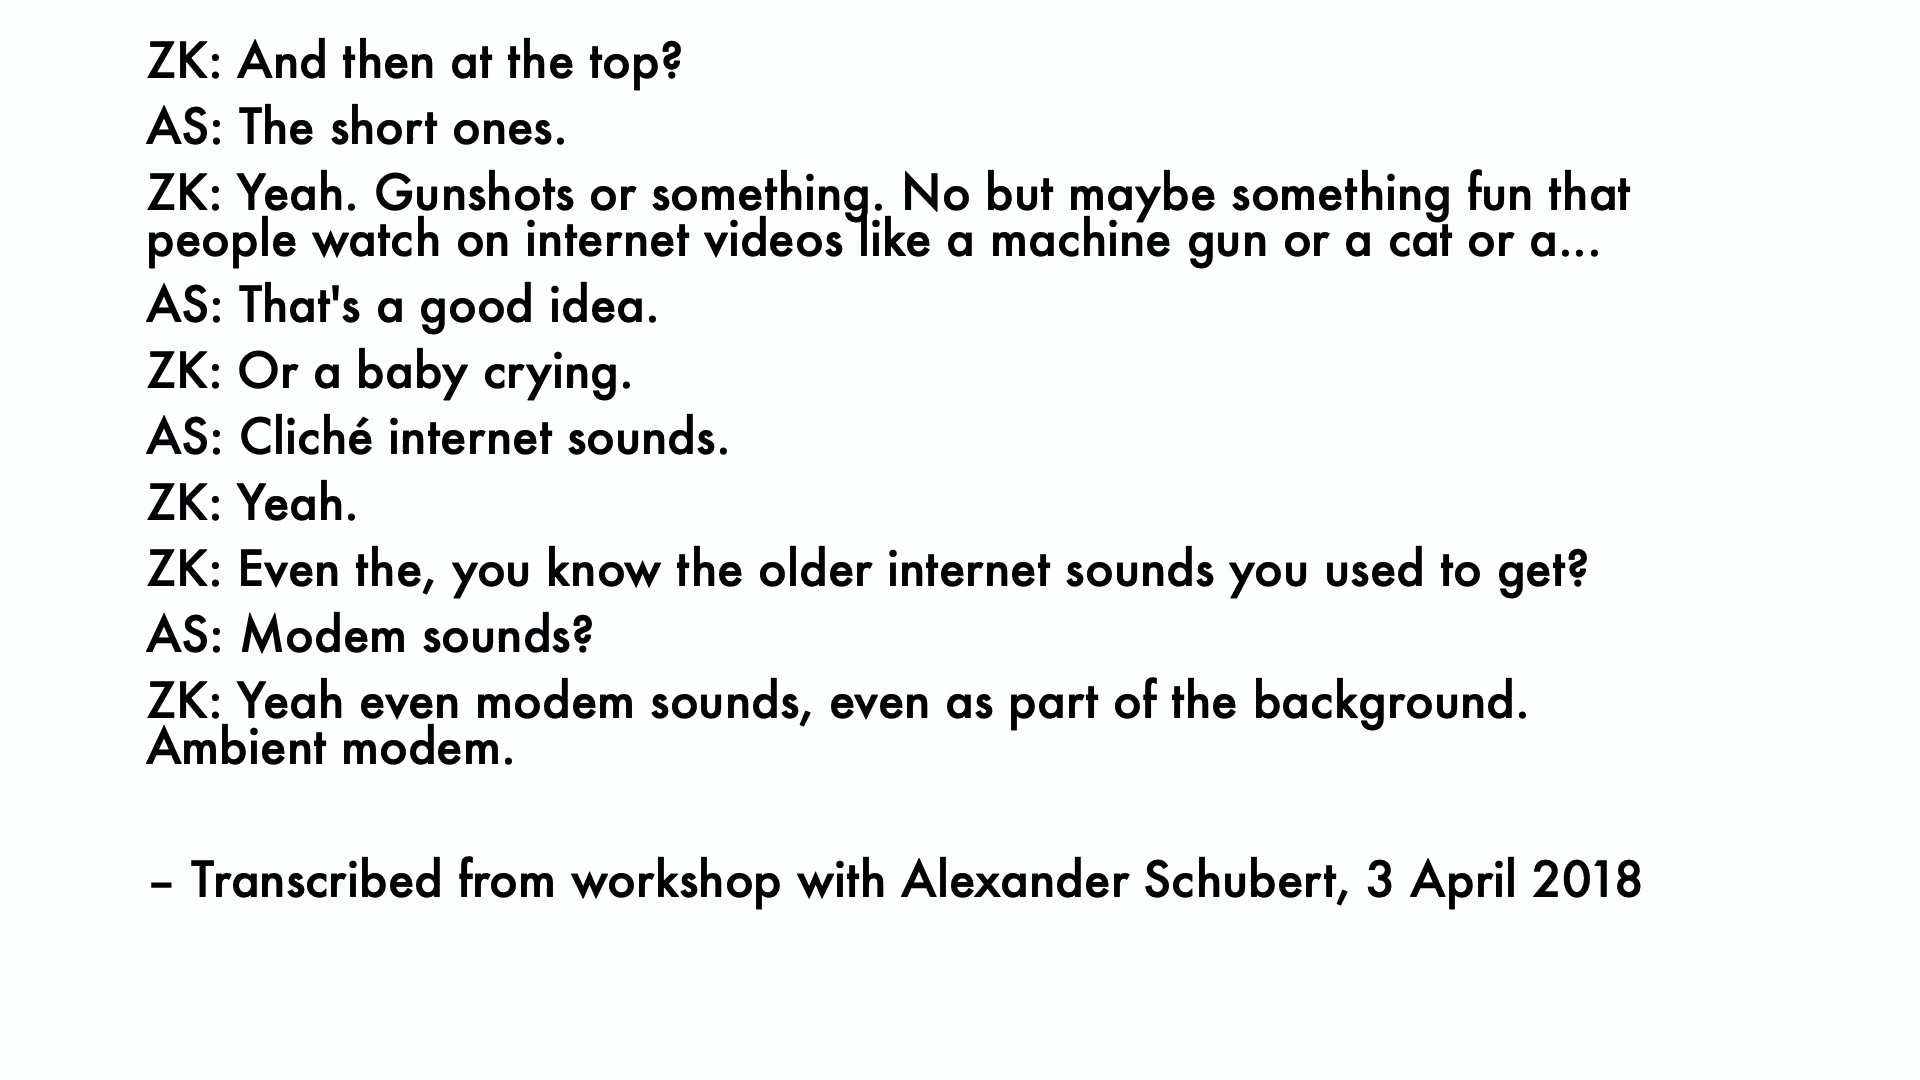 ZK: And then at the top?
AS: The short ones.
ZK: Yeah. Gunshots or something. No but maybe something fun that
people watch on internet videos like a machine gun or a cat or a...
AS: That's a good idea.
ZK: Or a baby crying.
AS: Cliché internet sounds.
ZK: Yeah.
ZK: Even the, you know the older internet sounds you used to get?
AS: Modem sounds?
ZK: Yeah even modem sounds, even as part of the background.
Ambient modem.
– Transcribed from workshop with Alexander Schubert, 3 April 2018